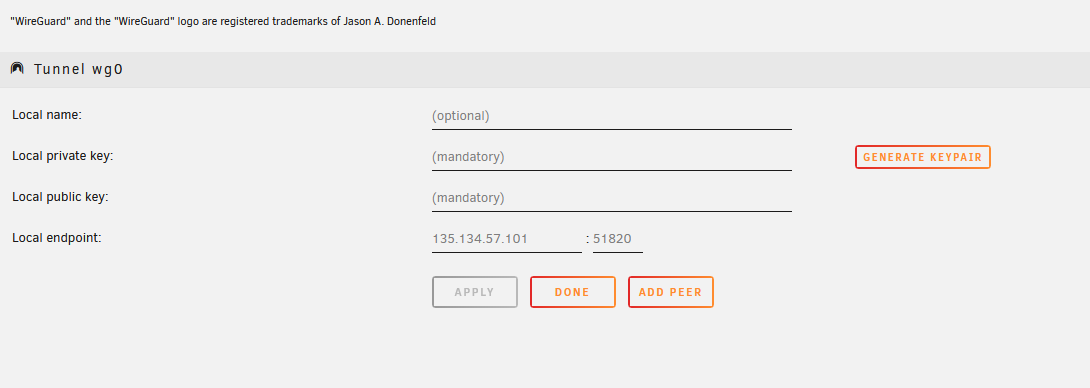 "WireGuard" and the "WireGuard" logo are registered trademarks of Jason A. Donenfeld
Tunnel wg0
Local name: (optional)
Local private key: (mandatory) GENERATE KEYPAIR
Local public key: (mandatory)
Local endpoint: 135.134.57.101 : 51820
APPLY DONE ADD PEER